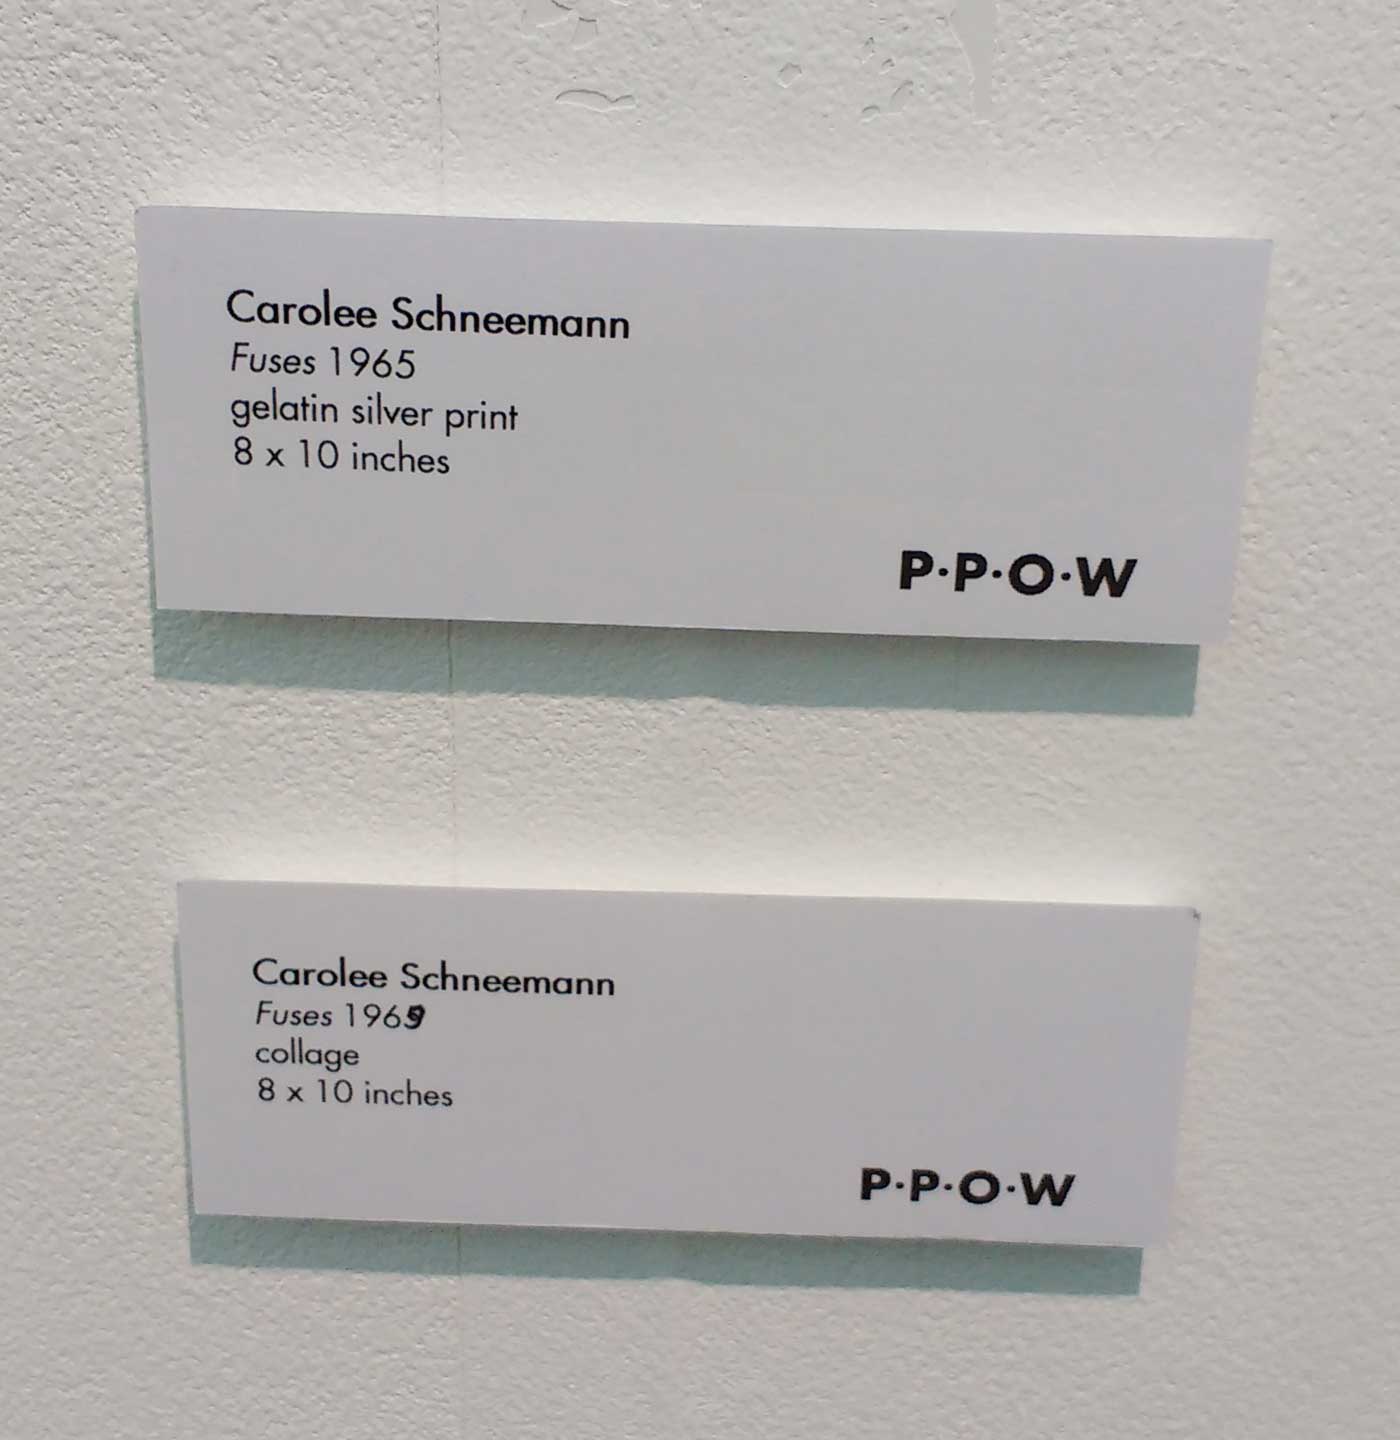 Carolee Schneemann
Fuses 1965
gelatin silver print
8 x 10 inches
P·P·O·W
Carolee Schneemann
Fuses 1969
collage
8 x 10 inches
P·P·O·W